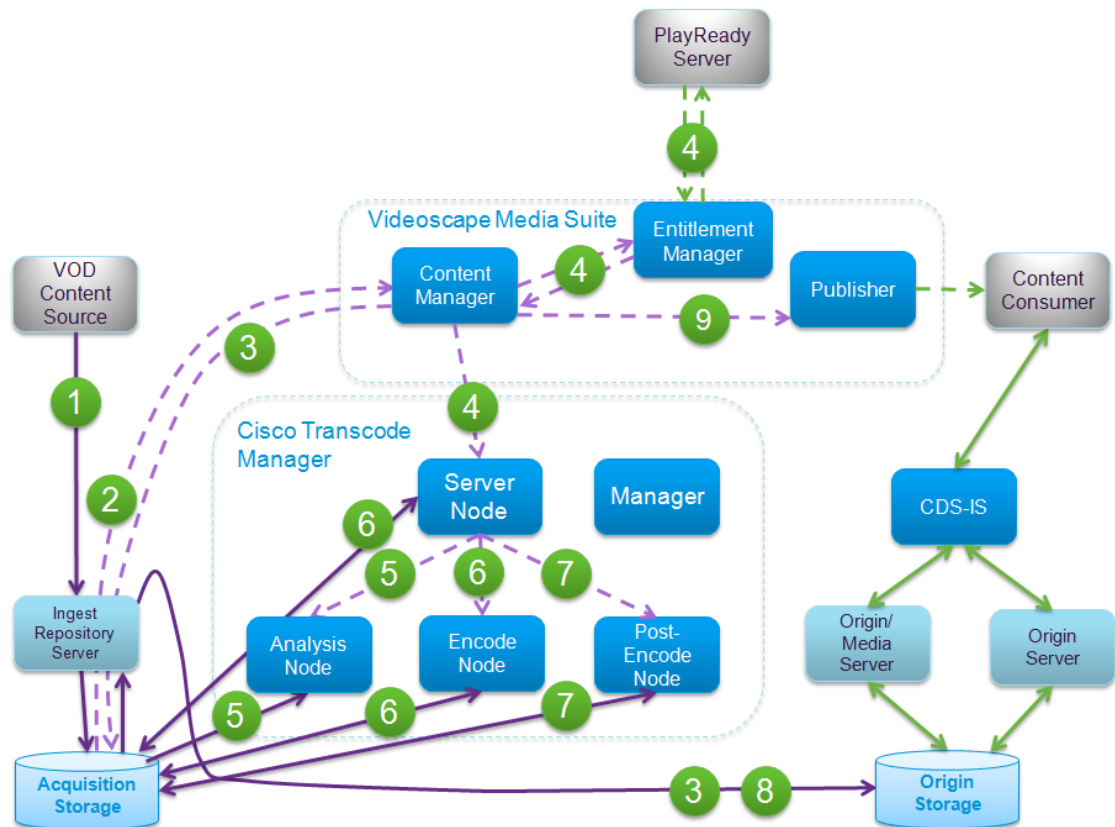 PlayReady
Server
4
Videoscape Media Suite
Entitlement
Manager
4
Content
Manager
Publisher
9
VOD
Content
Source
Content
Consumer
3
1
4
Cisco Transcode
Manager
Server
Node
Manager
CDS-IS
2
6
5
6
7
Ingest
Repository
Server
Analysis
Node
Encode
Node
Post-
Encode
Node
Origin/
Media
Server
Origin
Server
5
6
7
Acquisition
Storage
3
8
Origin
Storage